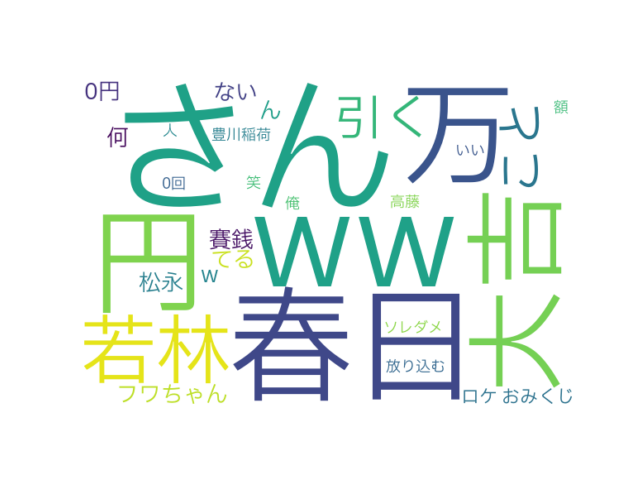 0円
ない
さん
万
引く
ん
額
えっ
何
人
豊川稲荷
いい
0回
笑
俺
高藤
円
ww
大吉
賽銭
てる
松永
w
春日
若林
ソレダメ
放り込む
フワちゃん
ロケ
おみくじ